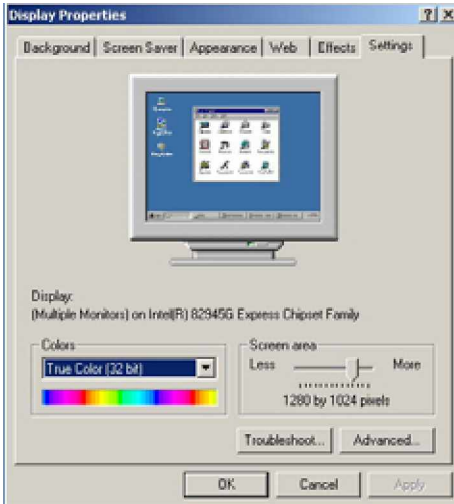 Display Properties
Background Screen Saver Appearance Web Effects Settings
Display:
(Multiple Monitors) on Intel(R) 82945G Express Chipset Family
Colors
True Color (32 bit)
Screen area
Less More
1280 by 1024 pixels
Troubleshoot... Advanced...
OK Cancel Apply